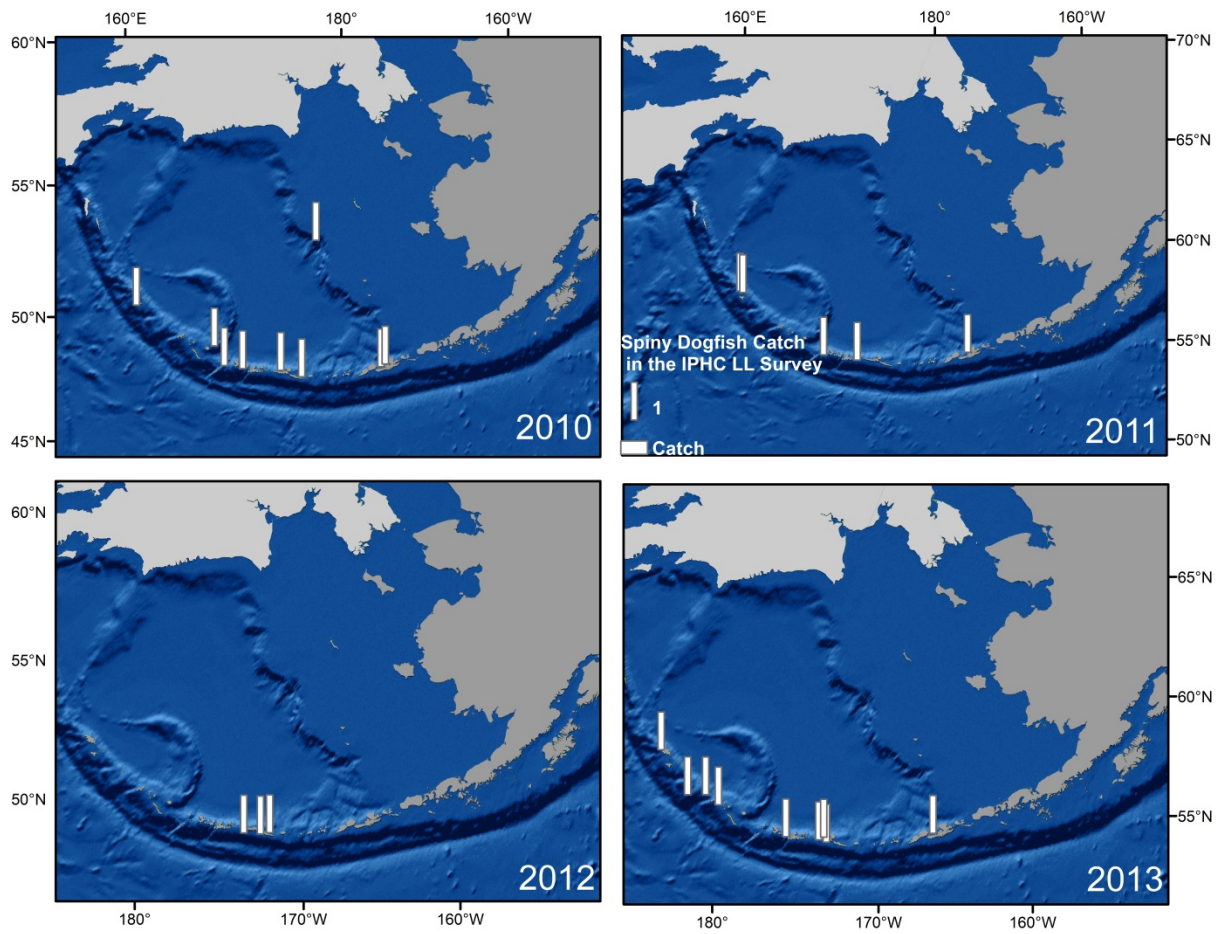 160°E 180° 160°W
160°E 180° 160°W
60°N
55°N
50°N
45°N
2010
70°N
65°N
60°N
55°N
50°N
Spiny Dogfish Catch
in the IPHC LL Survey
1
Catch
2011
60°N
55°N
50°N
2012
180° 170°W 160°W
65°N
60°N
55°N
2013
180° 170°W 160°W